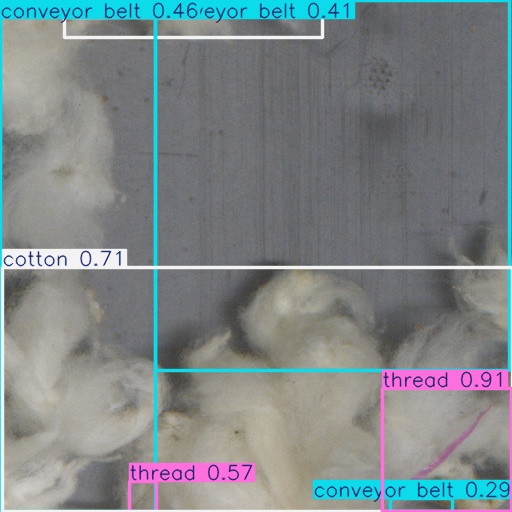 conveyor belt 0.46
eyor belt 0.41
cotton 0.71
thread 0.91
thread 0.57
conveyor belt 0.29